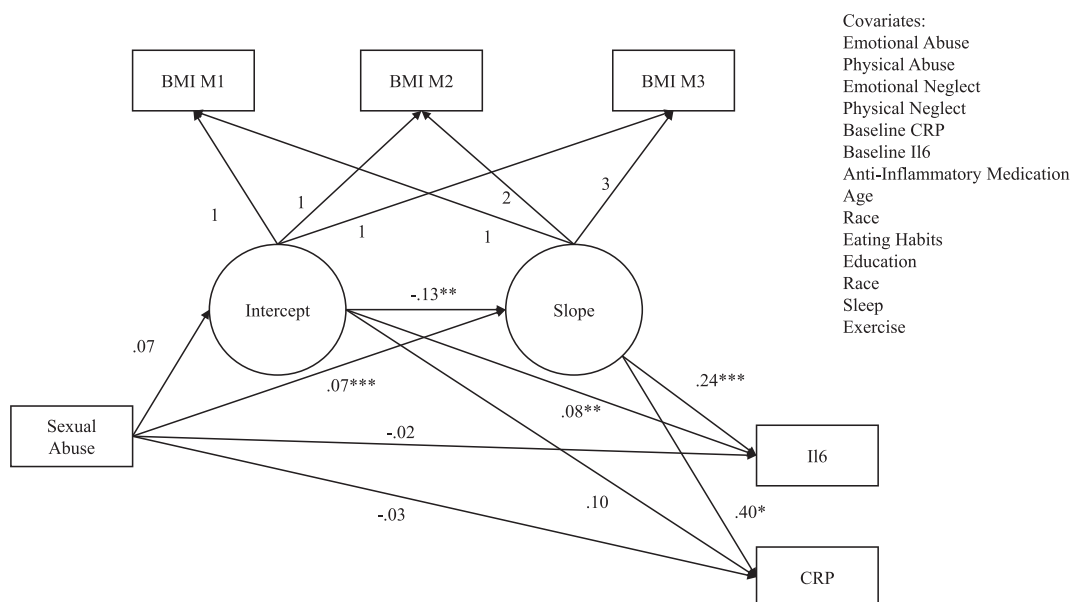 Covariates:
Emotional Abuse
Physical Abuse
Emotional Neglect
Physical Neglect
Baseline CRP
Baseline Il6
Anti-Inflammatory Medication
Age
Race
Eating Habits
Education
Race
Sleep
Exercise
BMI M1
BMI M2
BMI M3
1
1
1
1
2
3
Intercept
-.13**
Slope
.07
.07***
.08**
.24***
Sexual
Abuse
-.02
Il6
-.03
.10
.40*
CRP